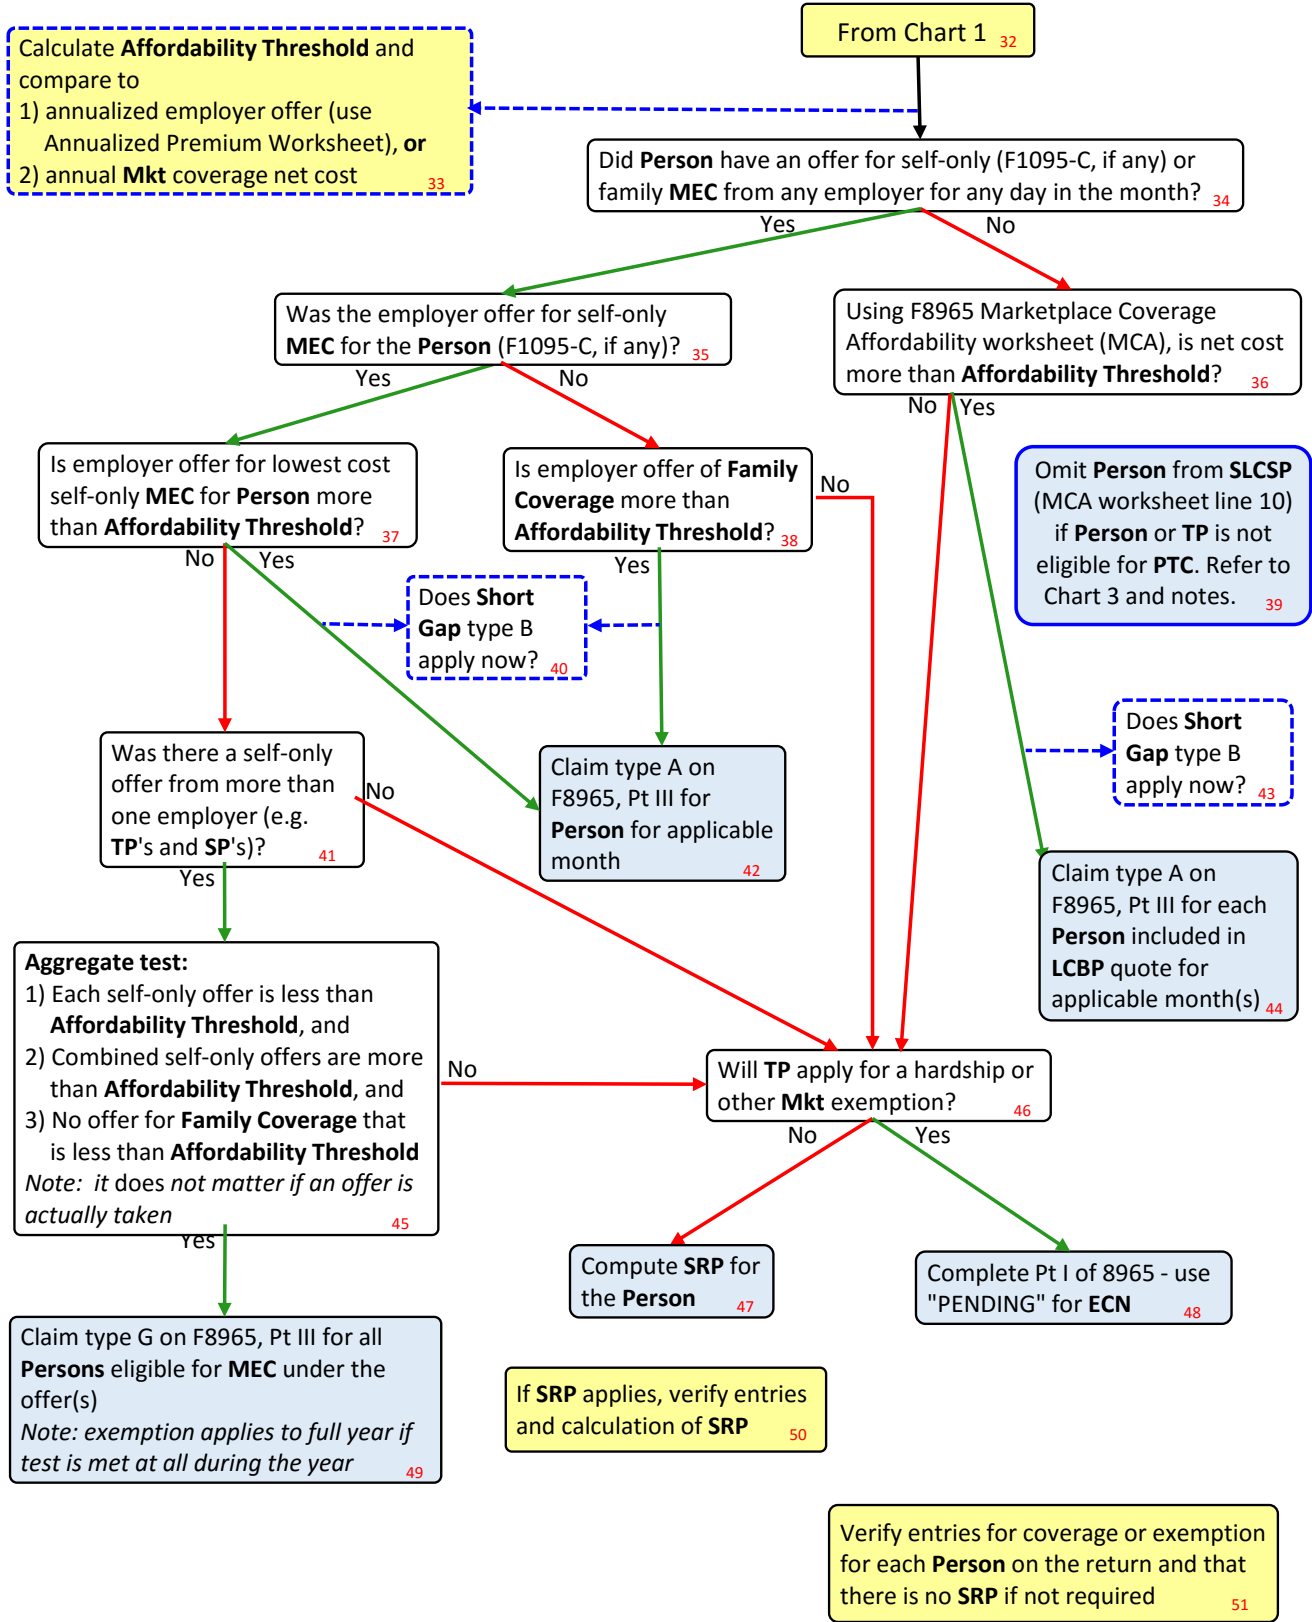 From Chart 1 32
Calculate Affordability Threshold and
compare to
1) annualized employer offer (use
Annualized Premium Worksheet), or
2) annual Mkt coverage net cost 33
Did Person have an offer for self-only (F1095-C, if any) or
family MEC from any employer for any day in the month? 34
Yes No
Was the employer offer for self-only
MEC for the Person (F1095-C, if any)? 35
Yes No
Using F8965 Marketplace Coverage
Affordability worksheet (MCA), is net cost
more than Affordability Threshold? 36
No Yes
Is employer offer for lowest cost
self-only MEC for Person more
than Affordability Threshold? 37
No Yes
Is employer offer of Family
Coverage more than
Affordability Threshold? 38
No
Yes
Omit Person from SLCSP
(MCA worksheet line 10)
if Person or TP is not
eligible for PTC. Refer to
Chart 3 and notes. 39
Does Short
Gap type B
apply now? 40
Was there a self-only
offer from more than
one employer (e.g.
TP's and SP's)? 41
No
Yes
Claim type A on
F8965, Pt III for
Person for applicable
month 42
Does Short
Gap type B
apply now? 43
Claim type A on
F8965, Pt III for each
Person included in
LCBP quote for
applicable month(s) 44
Aggregate test:
1) Each self-only offer is less than
Affordability Threshold, and
2) Combined self-only offers are more
than Affordability Threshold, and
3) No offer for Family Coverage that
is less than Affordability Threshold
Note: it does not matter if an offer is
actually taken 45
No
Yes
Will TP apply for a hardship or
other Mkt exemption? 46
No Yes
Compute SRP for
the Person 47
Complete Pt I of 8965 - use
"PENDING" for ECN 48
Claim type G on F8965, Pt III for all
Persons eligible for MEC under the
offer(s)
Note: exemption applies to full year if
test is met at all during the year 49
If SRP applies, verify entries
and calculation of SRP 50
Verify entries for coverage or exemption
for each Person on the return and that
there is no SRP if not required 51